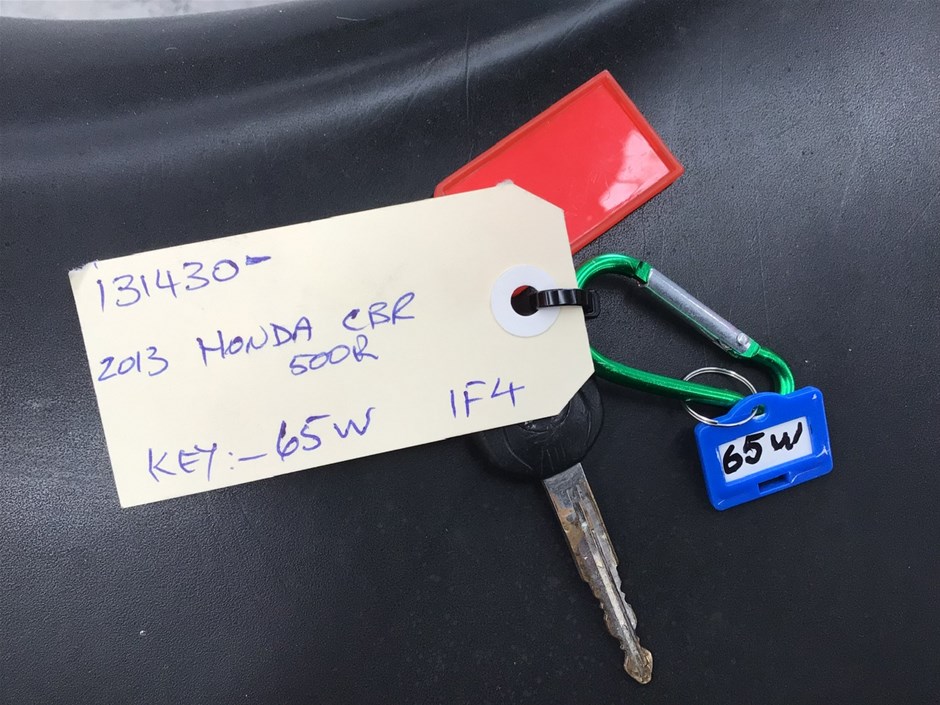 131430-
2013 HONDA CBR
500R
KEY:- 65W 1F4
65W